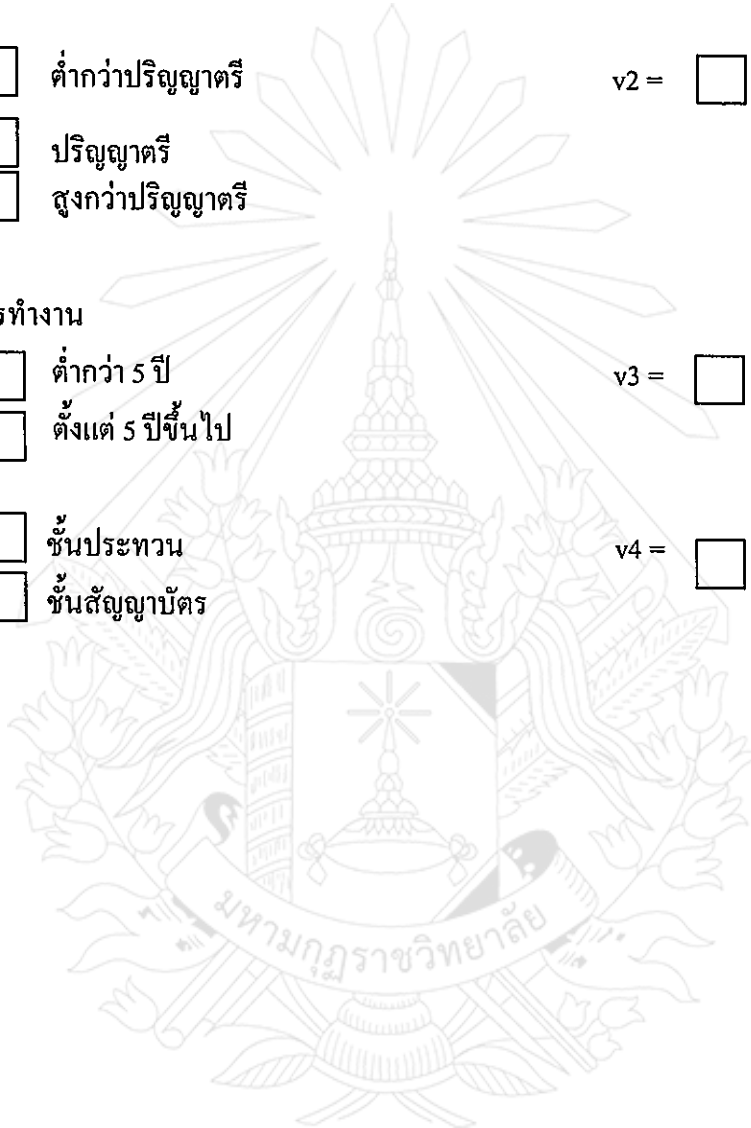 ต่ำกว่าปริญญาตรี v2 =
ปริญญาตรี
สูงกว่าปริญญาตรี
รทำงาน
ต่ำกว่า 5 ปี v3 =
ตั้งแต่ 5 ปีขึ้นไป
ชั้นประทวน v4 =
ชั้นสัญญาบัตร
มหามกุฏราชวิทยาลัย